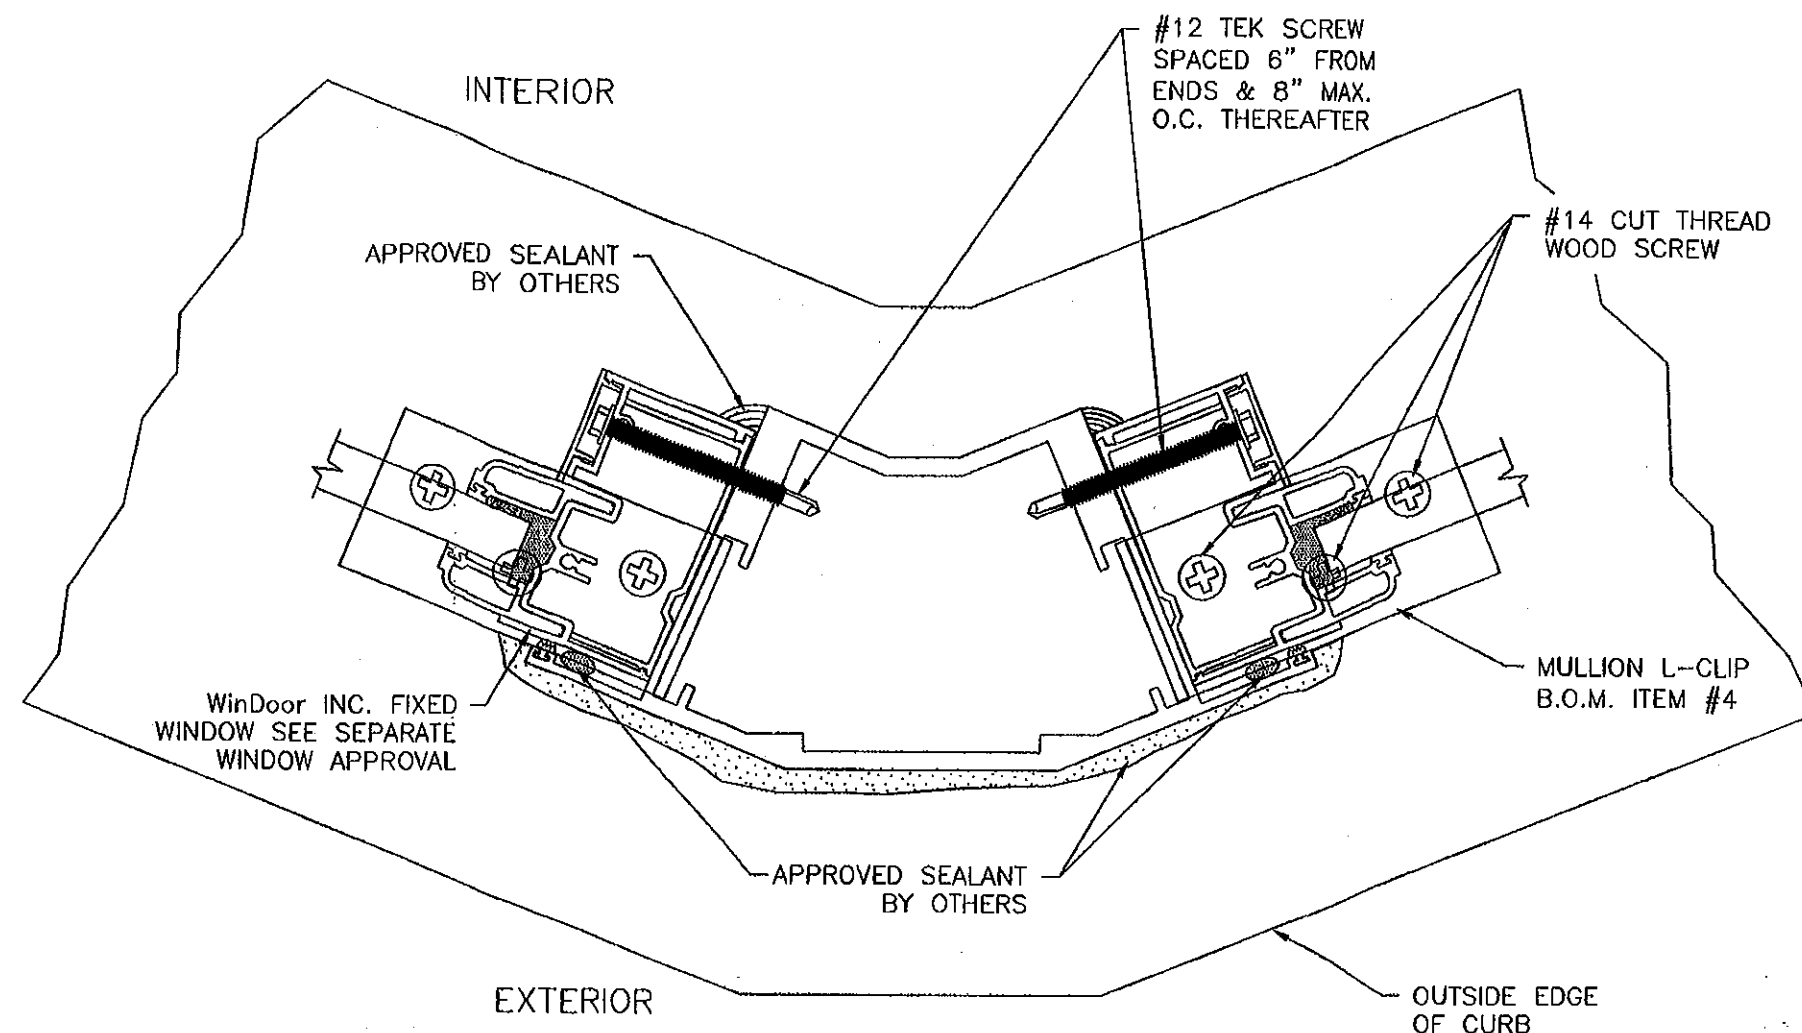 #12 TEK SCREW
SPACED 6" FROM
ENDS & 8" MAX.
O.C. THEREAFTER
INTERIOR
#14 CUT THREAD
WOOD SCREW
APPROVED SEALANT
BY OTHERS
MULLION L-CLIP
B.O.M. ITEM #4
WinDoor INC. FIXED
WINDOW SEE SEPARATE
WINDOW APPROVAL
APPROVED SEALANT
BY OTHERS
EXTERIOR
OUTSIDE EDGE
OF CURB